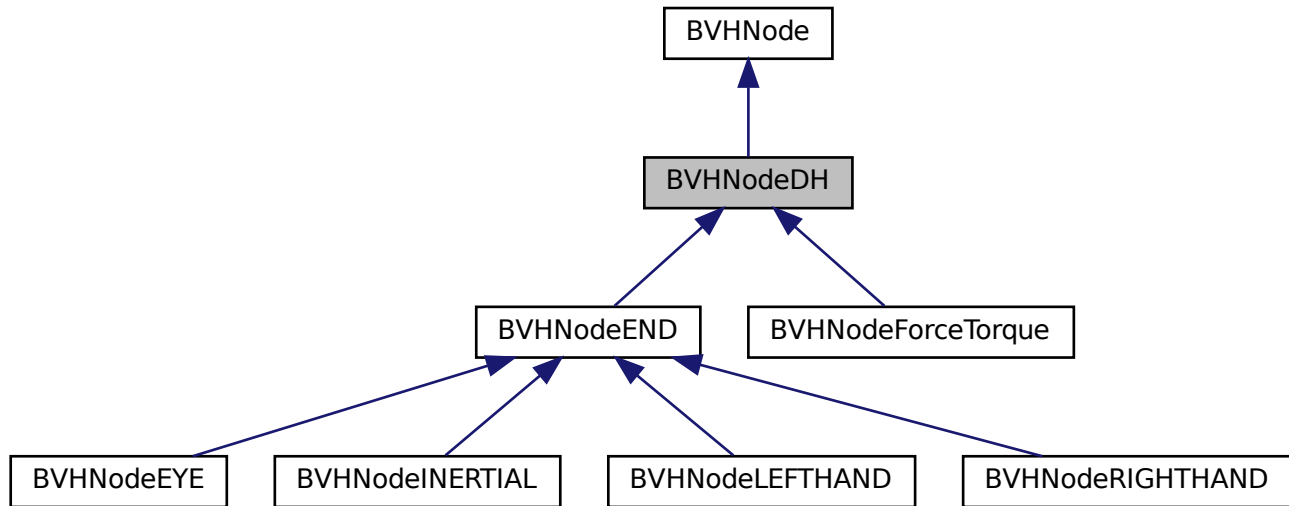 BVHNode
BVHNodeDH
BVHNodeEND
BVHNodeForceTorque
BVHNodeEYE
BVHNodeINERTIAL
BVHNodeLEFTHAND
BVHNodeRIGHTHAND